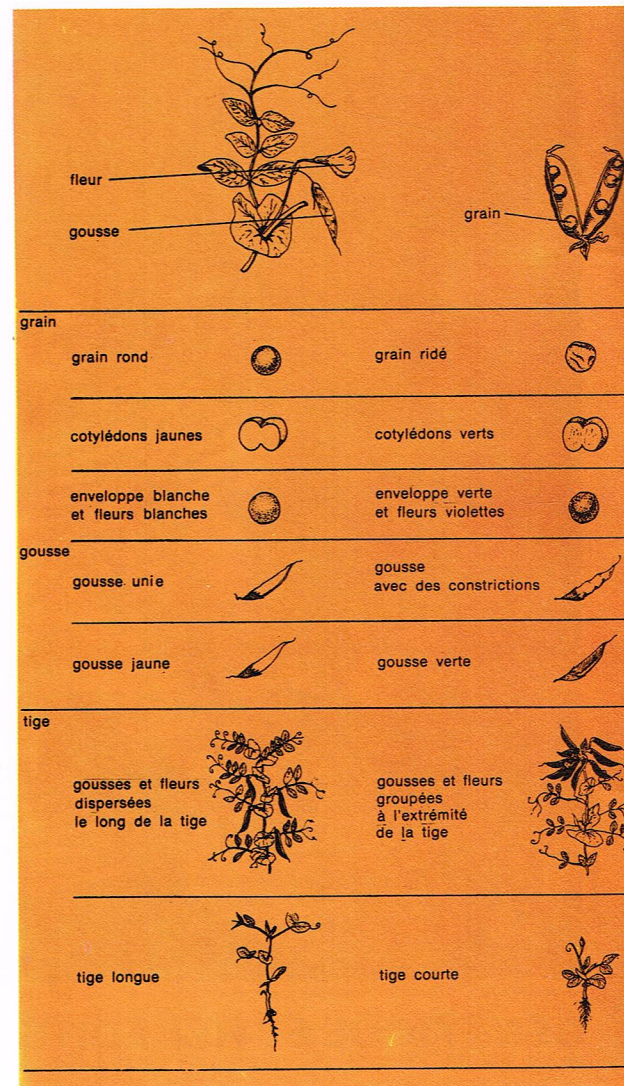 fleur
gousse
grain
grain
grain rond
grain ridé
cotylédons jaunes
cotylédons verts
enveloppe blanche
et fleurs blanches
enveloppe verte
et fleurs violettes
gousse
gousse unie
gousse
avec des constrictions
gousse jaune
gousse verte
tige
gousses et fleurs
dispersées
le long de la tige
gousses et fleurs
groupées
à l'extrémité
de la tige
tige longue
tige courte